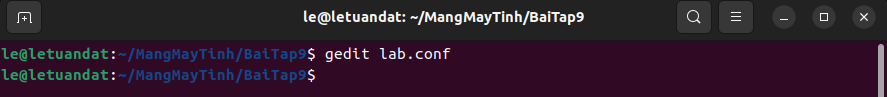 le@letuandat: ~/MangMayTinh/BaiTap9
le@letuandat:~/MangMayTinh/BaiTap9$ gedit lab.conf
le@letuandat:~/MangMayTinh/BaiTap9$